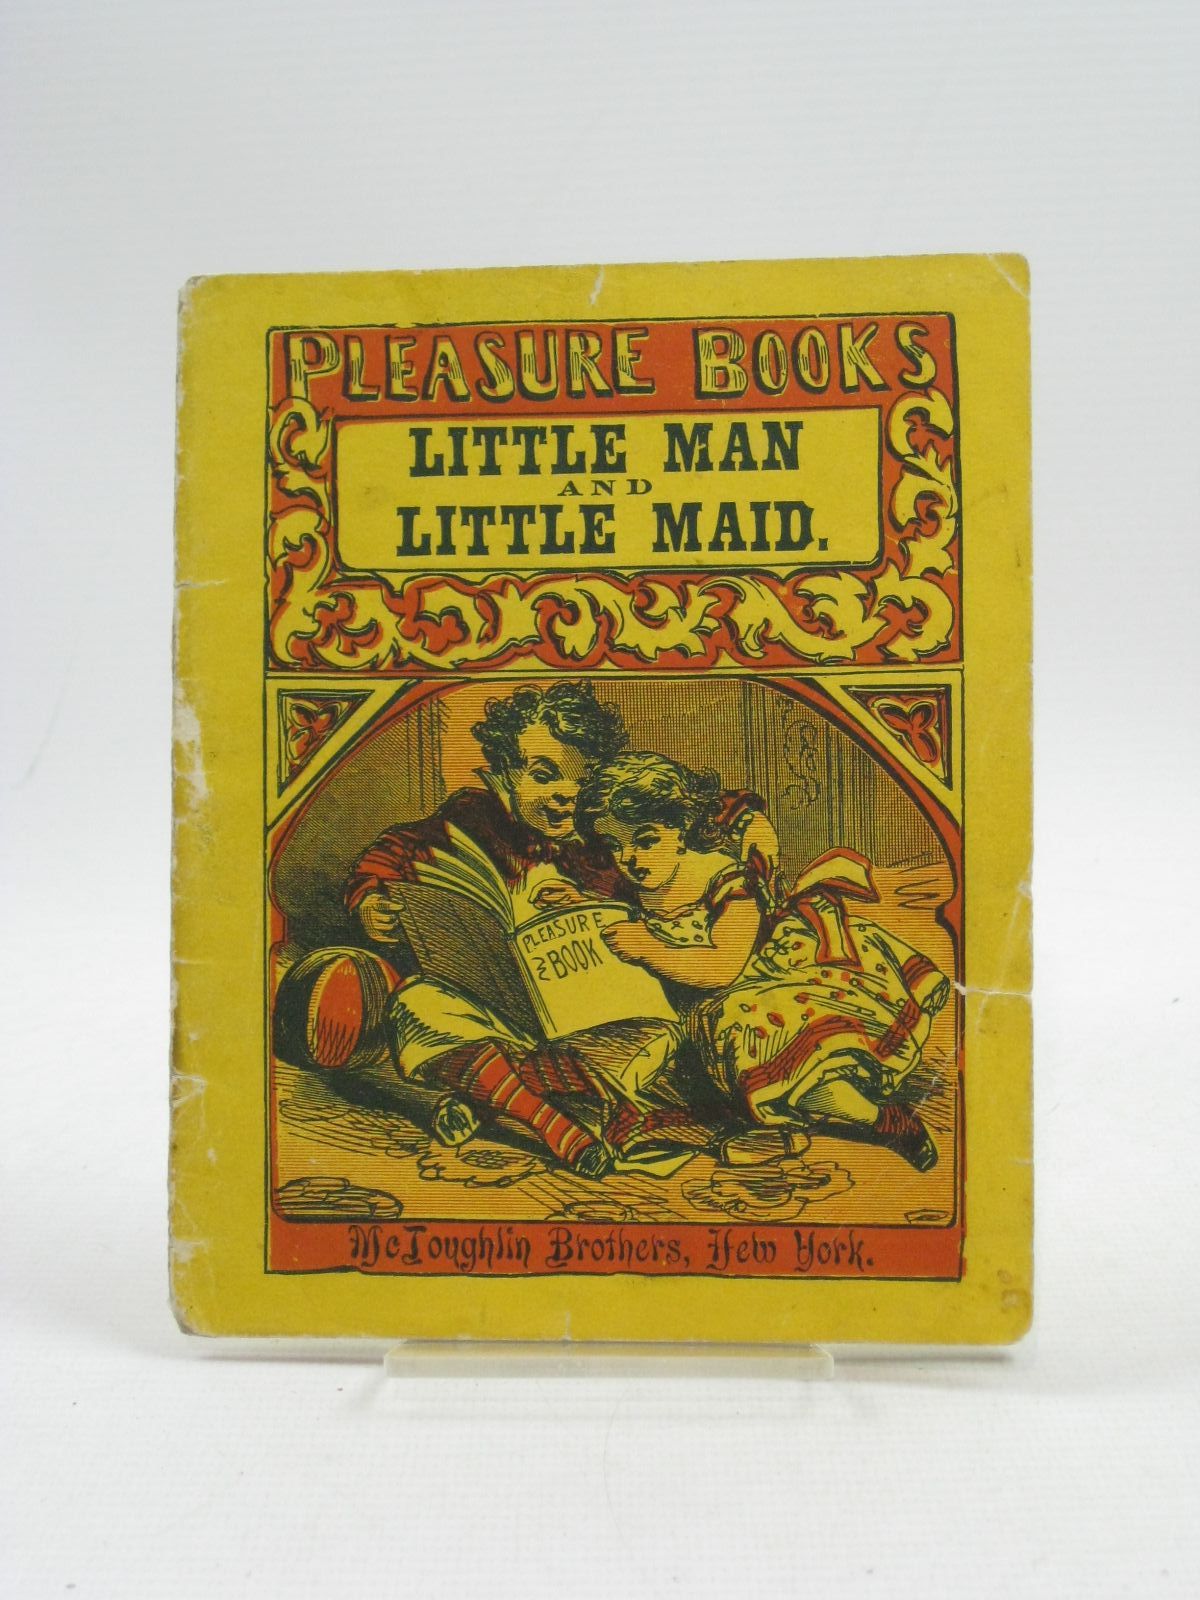 PLEASURE BOOKS
LITTLE MAN
AND
LITTLE MAID.
PLEASURE
BOOK
McLoughlin Brothers, New York.